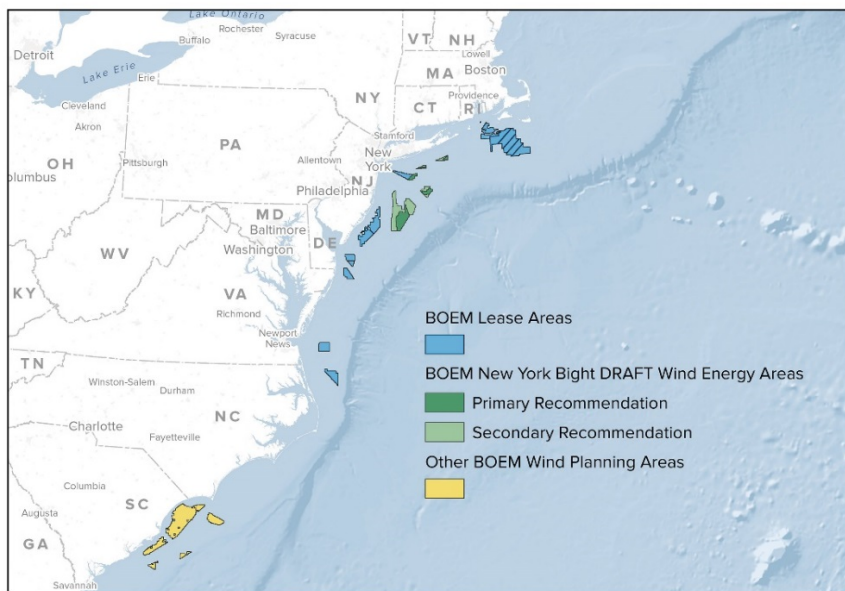 Lake Ontario
Rochester
Buffalo
Syracuse
VT
NH
Lowell
Detroit
Lake Erie
Erie
MA
Boston
NY
Providence
CT
RI
Cleveland
Akron
Stamford
PA
New York
Allentown
OH
Pittsburgh
NJ
Philadelphia
olumbus
MD
Baltimore
DE
Washington
WV
KY
VA
Richmond
Newport News
TN
Winston-Salem
Durham
NC
Charlotte
Fayetteville
Columbia
SC
Augusta
GA
Savannah
BOEM Lease Areas
BOEM New York Bight DRAFT Wind Energy Areas
Primary Recommendation
Secondary Recommendation
Other BOEM Wind Planning Areas